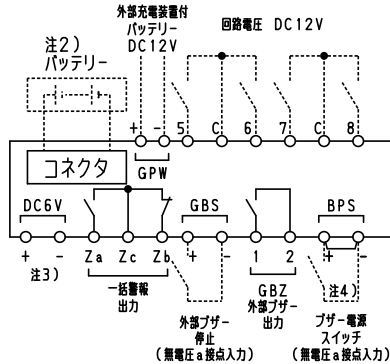 外部充電装置付
バッテリー
DC12V
回路電圧 DC12V
注2)
バッテリー
+ - 5 C 6 7 C 8
コネクタ
GPW
DC6V GBS BPS
+ - Za Zc Zb + - 1 2 + -
注3)
一括警報
出力
GBZ
外部ブザー
出力
注4)
外部ブザー
停止
(無電圧a接点入力)
ブザー電源
スイッチ
(無電圧a接点入力)